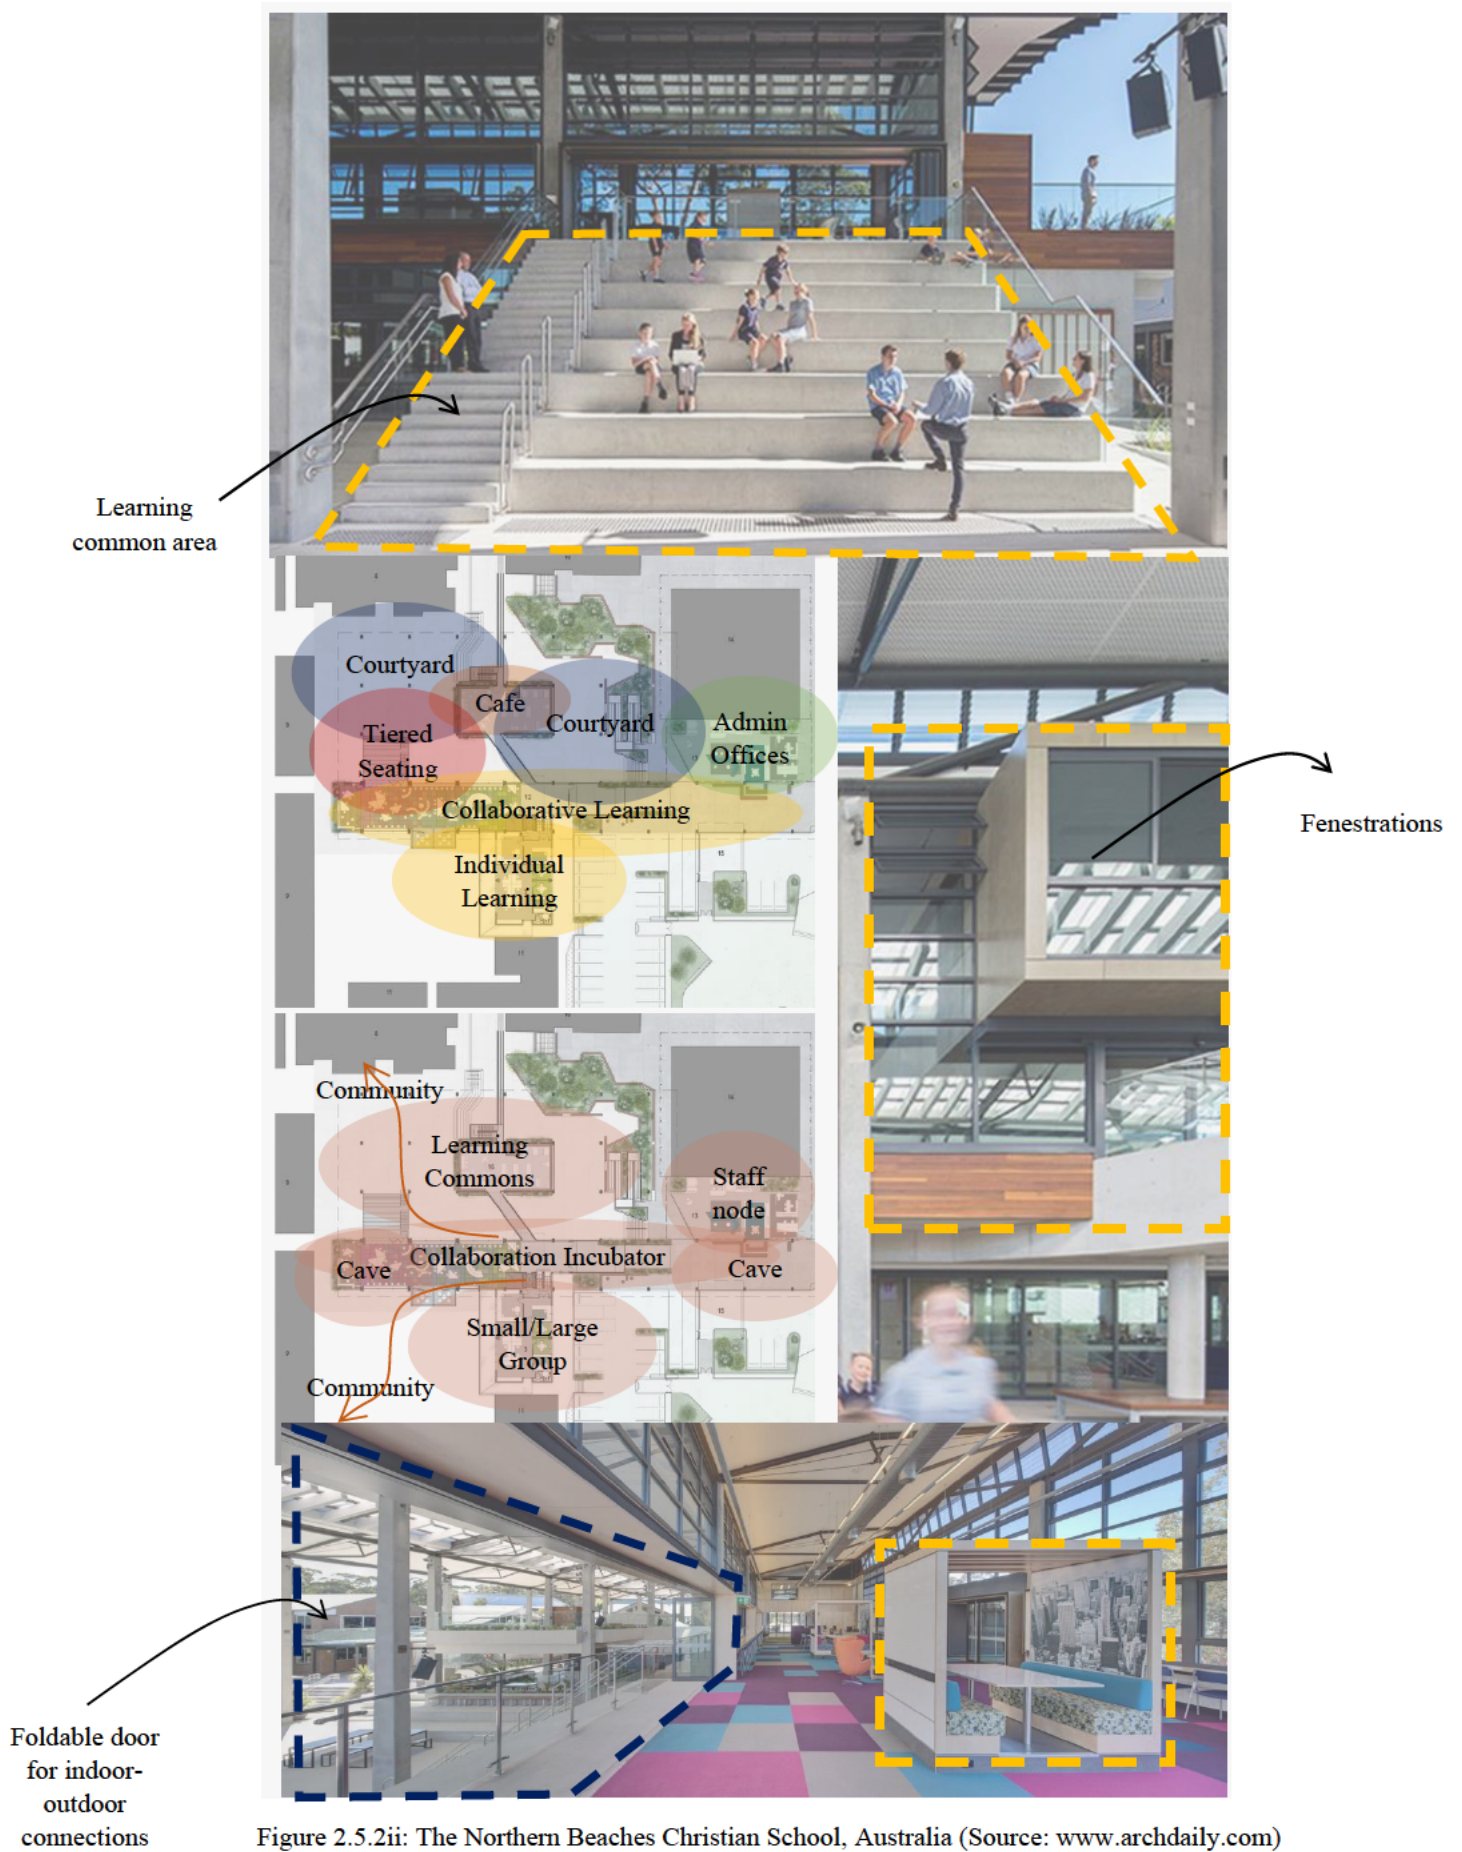 Learning
common area
Courtyard
Cafe
Courtyard
Tiered
Seating
Admin
Offices
Collaborative Learning
Individual
Learning
Fenestrations
Community
Learning
Commons
Staff
node
Collaboration Incubator
Cave
Cave
Small/Large
Group
Community
Foldable door
for indoor-
outdoor
connections
Figure 2.5.2ii: The Northern Beaches Christian School, Australia (Source: www.archdaily.com)